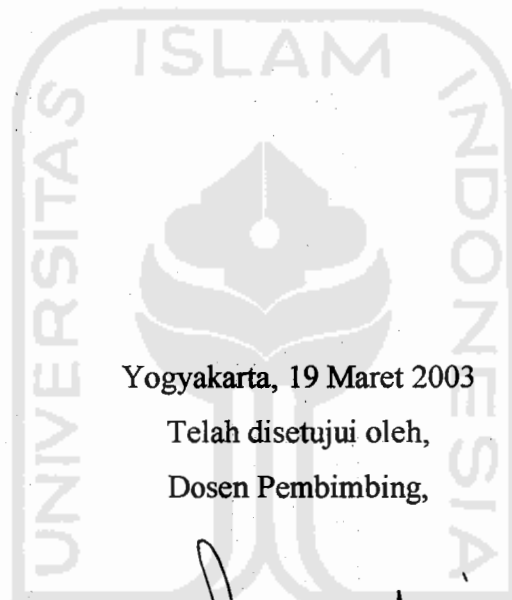 UNIVERSITAS
ISLAM
INDONESIA
Yogyakarta, 19 Maret 2003
Telah disetujui oleh,
Dosen Pembimbing,